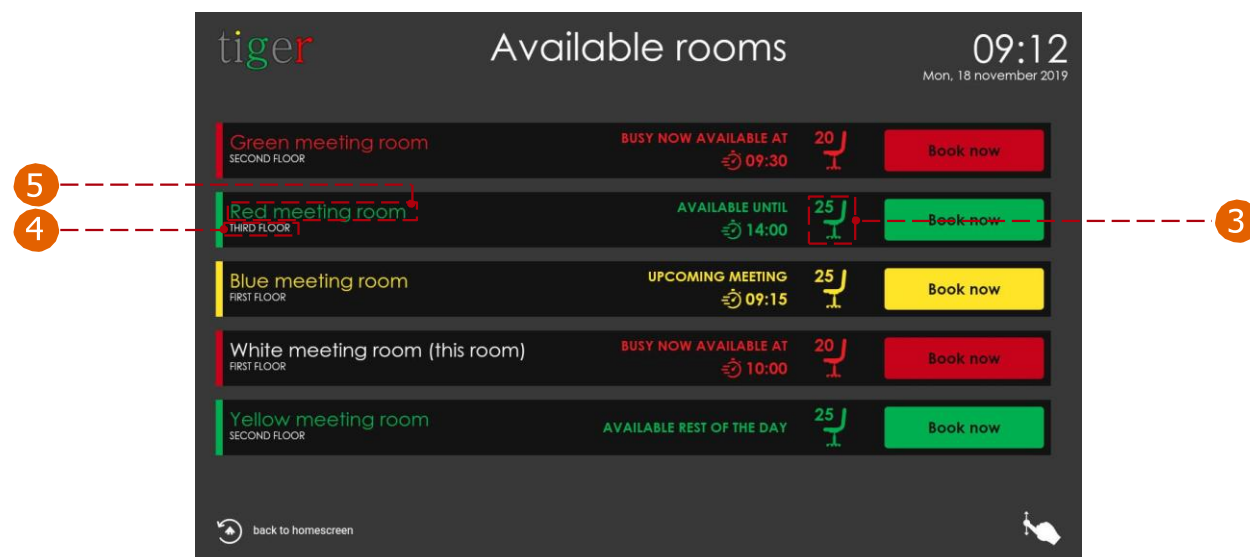 tiger
Available rooms
09:12
Mon, 18 november 2019
Green meeting room
SECOND FLOOR
BUSY NOW AVAILABLE AT
09:30
20
Book now
5
Red meeting room
4
THIRD FLOOR
AVAILABLE UNTIL
14:00
25
Book now
3
Blue meeting room
FIRST FLOOR
UPCOMING MEETING
09:15
25
Book now
White meeting room (this room)
FIRST FLOOR
BUSY NOW AVAILABLE AT
10:00
20
Book now
Yellow meeting room
SECOND FLOOR
AVAILABLE REST OF THE DAY
25
Book now
back to homescreen